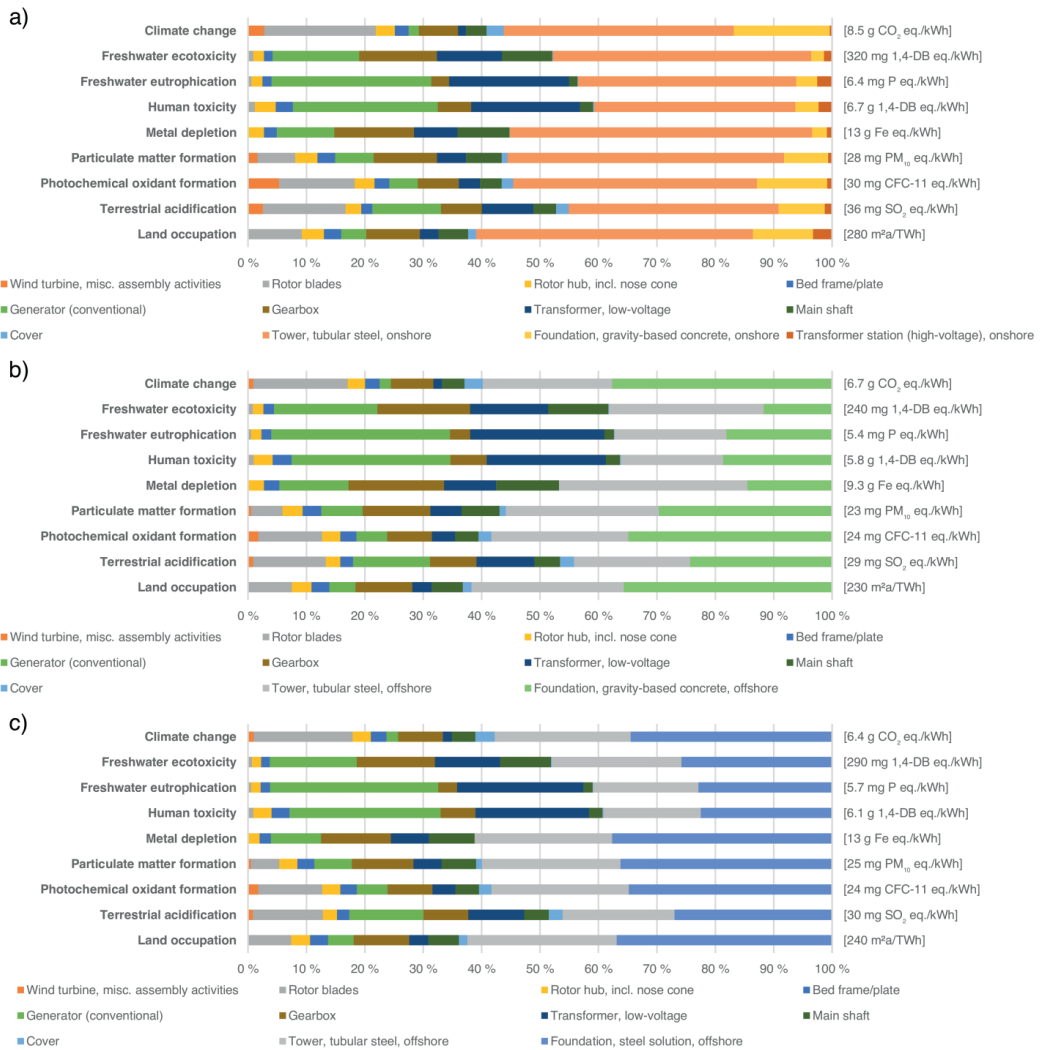 a)
Climate change [8.5 g CO₂ eq./kWh]
Freshwater ecotoxicity [320 mg 1,4-DB eq./kWh]
Freshwater eutrophication [6.4 mg P eq./kWh]
Human toxicity [6.7 g 1,4-DB eq./kWh]
Metal depletion [13 g Fe eq./kWh]
Particulate matter formation [28 mg PM₁₀ eq./kWh]
Photochemical oxidant formation [30 mg CFC-11 eq./kWh]
Terrestrial acidification [36 mg SO₂ eq./kWh]
Land occupation [280 m²a/TWh]
0 % 10 % 20 % 30 % 40 % 50 % 60 % 70 % 80 % 90 % 100 %
Wind turbine, misc. assembly activities Rotor blades Rotor hub, incl. nose cone Bed frame/plate
Generator (conventional) Gearbox Transformer, low-voltage Main shaft
Cover Tower, tubular steel, onshore Foundation, gravity-based concrete, onshore Transformer station (high-voltage), onshore
b)
Climate change [6.7 g CO₂ eq./kWh]
Freshwater ecotoxicity [240 mg 1,4-DB eq./kWh]
Freshwater eutrophication [5.4 mg P eq./kWh]
Human toxicity [5.8 g 1,4-DB eq./kWh]
Metal depletion [9.3 g Fe eq./kWh]
Particulate matter formation [23 mg PM₁₀ eq./kWh]
Photochemical oxidant formation [24 mg CFC-11 eq./kWh]
Terrestrial acidification [29 mg SO₂ eq./kWh]
Land occupation [230 m²a/TWh]
0 % 10 % 20 % 30 % 40 % 50 % 60 % 70 % 80 % 90 % 100 %
Wind turbine, misc. assembly activities Rotor blades Rotor hub, incl. nose cone Bed frame/plate
Generator (conventional) Gearbox Transformer, low-voltage Main shaft
Cover Tower, tubular steel, offshore Foundation, gravity-based concrete, offshore
c)
Climate change [6.4 g CO₂ eq./kWh]
Freshwater ecotoxicity [290 mg 1,4-DB eq./kWh]
Freshwater eutrophication [5.7 mg P eq./kWh]
Human toxicity [6.1 g 1,4-DB eq./kWh]
Metal depletion [13 g Fe eq./kWh]
Particulate matter formation [25 mg PM₁₀ eq./kWh]
Photochemical oxidant formation [24 mg CFC-11 eq./kWh]
Terrestrial acidification [30 mg SO₂ eq./kWh]
Land occupation [240 m²a/TWh]
0 % 10 % 20 % 30 % 40 % 50 % 60 % 70 % 80 % 90 % 100 %
Wind turbine, misc. assembly activities Rotor blades Rotor hub, incl. nose cone Bed frame/plate
Generator (conventional) Gearbox Transformer, low-voltage Main shaft
Cover Tower, tubular steel, offshore Foundation, steel solution, offshore